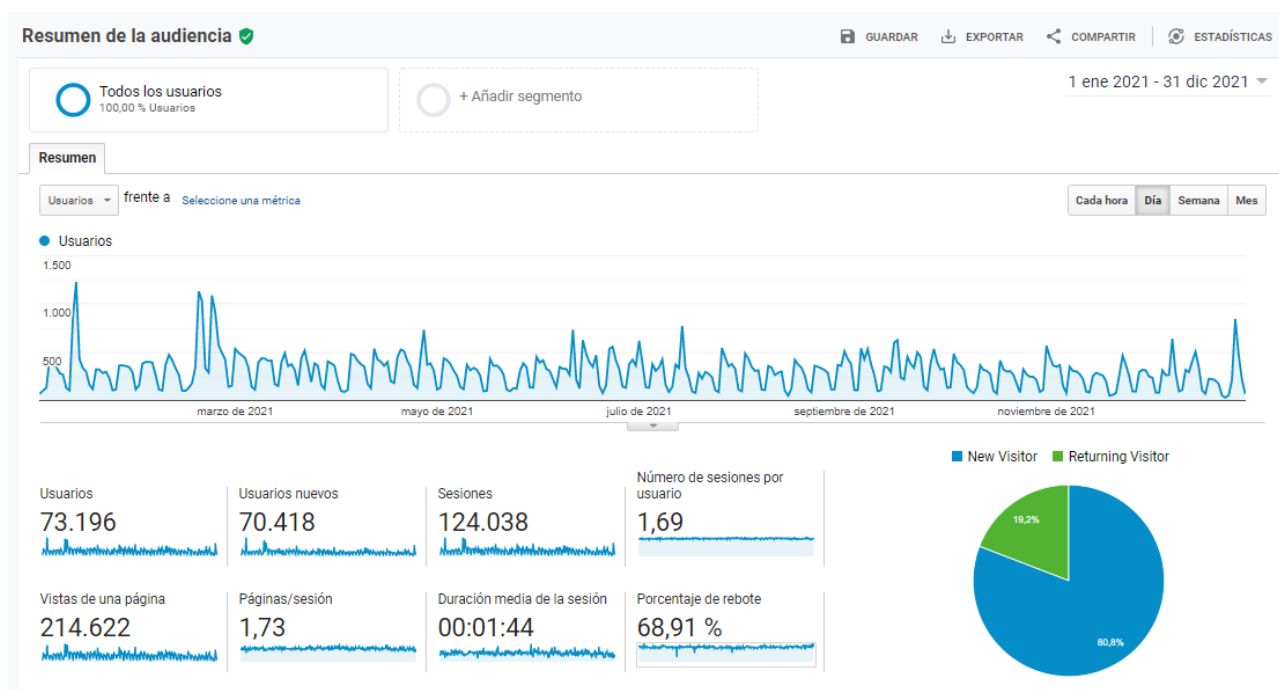 Resumen de la audiencia
GUARDAR EXPORTAR COMPARTIR ESTADÍSTICAS
Todos los usuarios
100,00 % Usuarios
+ Añadir segmento
1 ene 2021 - 31 dic 2021
Resumen
Usuarios frente a Seleccione una métrica
Cada hora Día Semana Mes
Usuarios
1.500
1.000
500
marzo de 2021 mayo de 2021 julio de 2021 septiembre de 2021 noviembre de 2021
New Visitor Returning Visitor
Usuarios
73.196
Usuarios nuevos
70.418
Sesiones
124.038
Número de sesiones por
usuario
1,69
Vistas de una página
214.622
Páginas/sesión
1,73
Duración media de la sesión
00:01:44
Porcentaje de rebote
68,91 %
19,2%
80,8%